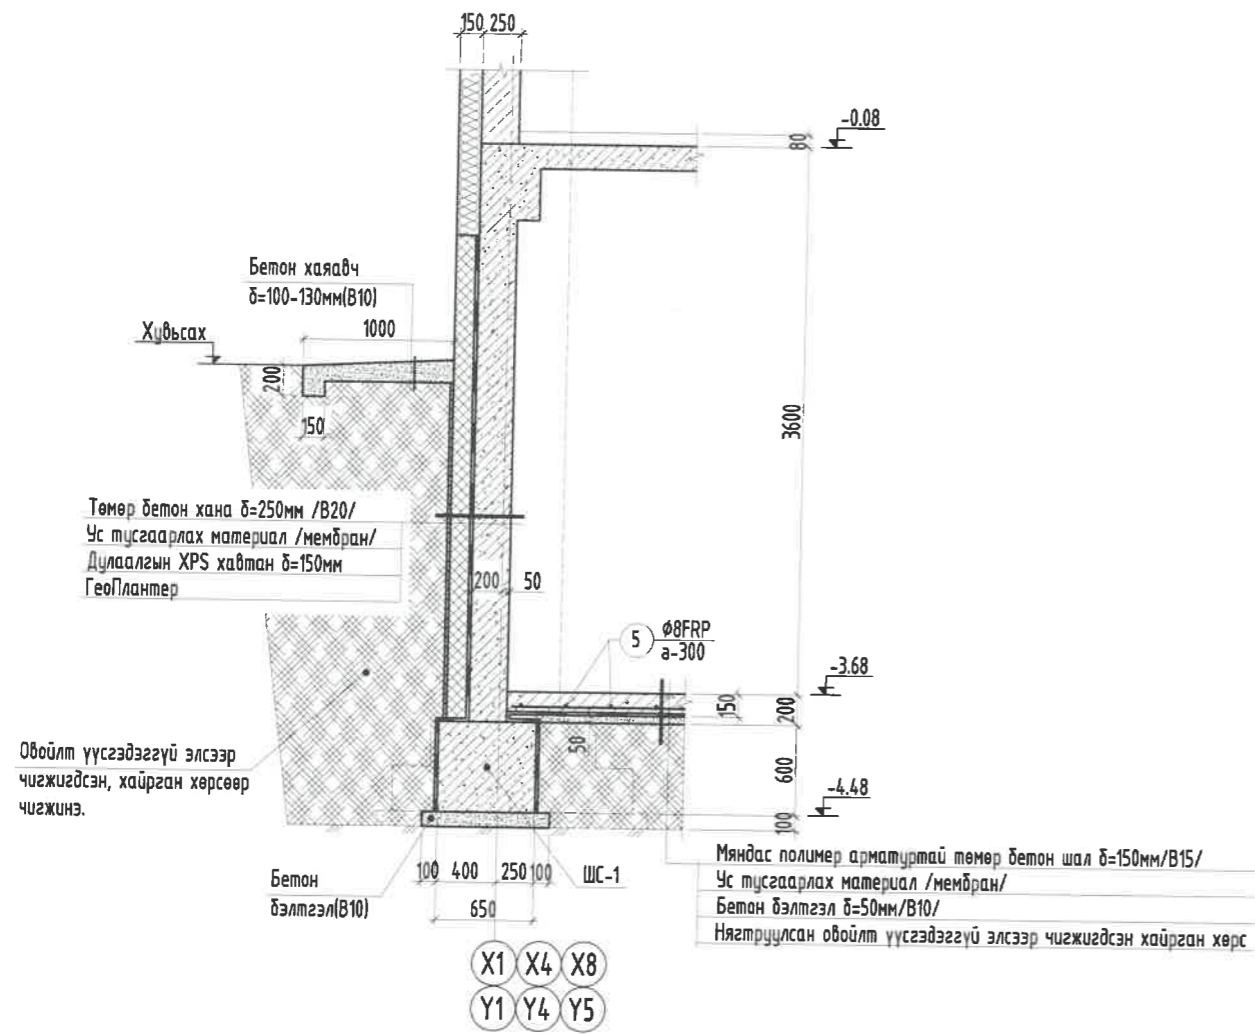 150 250
-0.08
80
Бетон хаяавч
δ=100-130мм(B10)
Хувьсах
1000
200
150
3600
Төмөр бетон хана δ=250мм /B20/
Ус тусгаарлах материал /мембран/
Дулаалгын XPS хавтан δ=150мм
ГеоПлантер
200 50
5
ø8FRP
a-300
-3.68
150
200
50
600
-4.48
100
Овойлт үүсгэдэггүй элсээр
чигжигдсэн, хайрган хөрсөөр
чигжинэ.
Бетон
бэлтгэл(B10)
100 400 250 100
650
ШС-1
Мяндас полимер арматуртай төмөр бетон шал δ=150мм/B15/
Ус тусгаарлах материал /мембран/
Бетон бэлтгэл δ=50мм/B10/
Нягтруулсан овойлт үүсгэдэггүй элсээр чигжигдсэн хайрган хөрс
X1 X4 X8
Y1 Y4 Y5